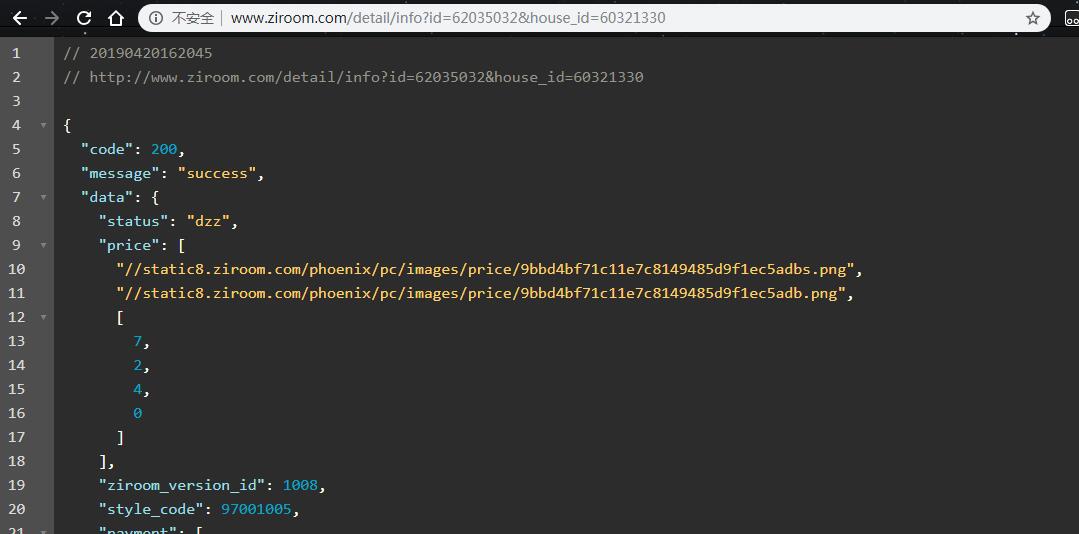 不安全 www.ziroom.com/detail/info?id=62035032&house_id=60321330
1 // 20190420162045
2 // http://www.ziroom.com/detail/info?id=62035032&house_id=60321330
3
4 {
5 "code": 200,
6 "message": "success",
7 "data": {
8 "status": "dzz",
9 "price": [
10 "//static8.ziroom.com/phoenix/pc/images/price/9bbd4bf71c11e7c8149485d9f1ec5adbs.png",
11 "//static8.ziroom.com/phoenix/pc/images/price/9bbd4bf71c11e7c8149485d9f1ec5adb.png",
12 [
13 7,
14 2,
15 4,
16 0
17 ]
18 ],
19 "ziroom_version_id": 1008,
20 "style_code": 97001005,
21 "payment": [